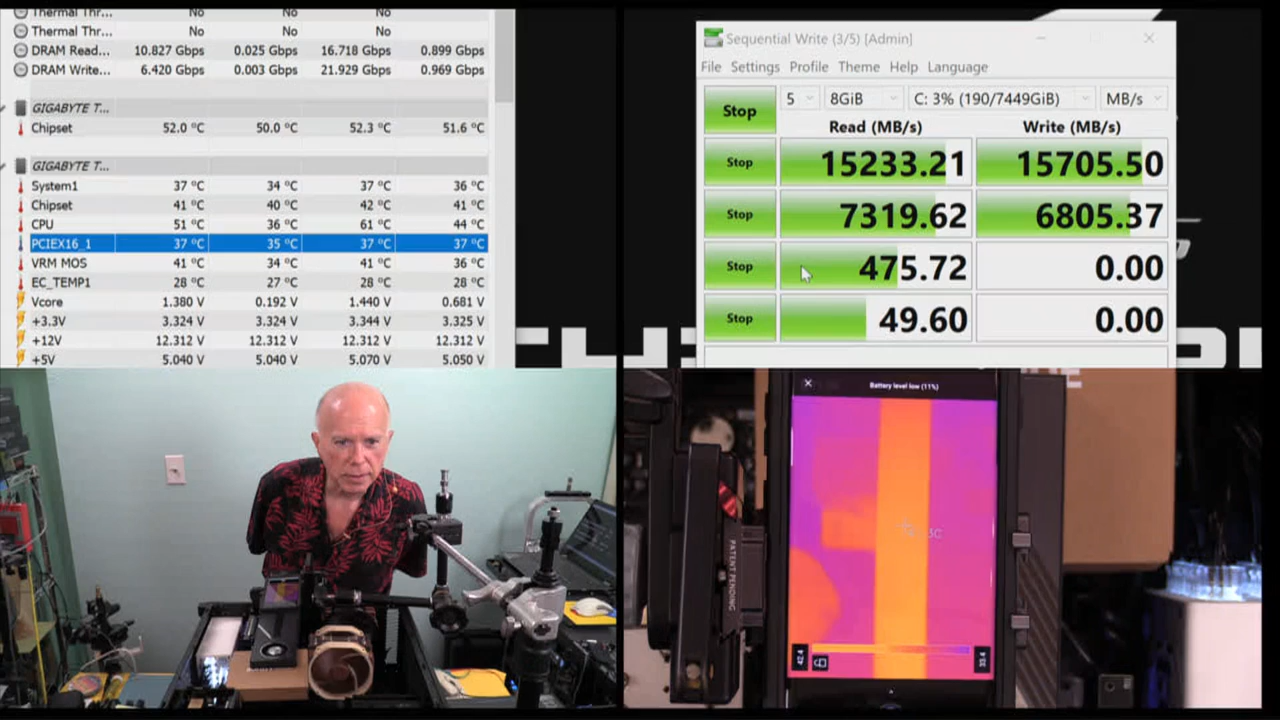 Thermal Thr... No No No
Thermal Thr... No No No
DRAM Read... 10.827 Gbps 0.025 Gbps 16.718 Gbps 0.899 Gbps
DRAM Write... 6.420 Gbps 0.003 Gbps 21.929 Gbps 0.969 Gbps
GIGABYTE T...
Chipset 52.0 °C 50.0 °C 52.3 °C 51.6 °C
GIGABYTE T...
System1 37 °C 34 °C 37 °C 36 °C
Chipset 41 °C 40 °C 42 °C 41 °C
CPU 51 °C 36 °C 61 °C 44 °C
PCIEX16_1 37 °C 35 °C 37 °C 37 °C
VRM MOS 41 °C 34 °C 41 °C 36 °C
EC_TEMP1 28 °C 27 °C 28 °C 28 °C
Vcore 1.380 V 0.192 V 1.440 V 0.681 V
+3.3V 3.324 V 3.324 V 3.344 V 3.325 V
+12V 12.312 V 12.312 V 12.312 V 12.312 V
+5V 5.040 V 5.040 V 5.070 V 5.050 V
Sequential Write (3/5) [Admin]
File Settings Profile Theme Help Language
Stop 5 8GiB C: 3% (190/7449GiB) MB/s
Read (MB/s) Write (MB/s)
Stop 15233.21 15705.50
Stop 7319.62 6805.37
Stop 475.72 0.00
Stop 49.60 0.00
Battery level low (11%)
PATENT PENDING
42.4
33.4